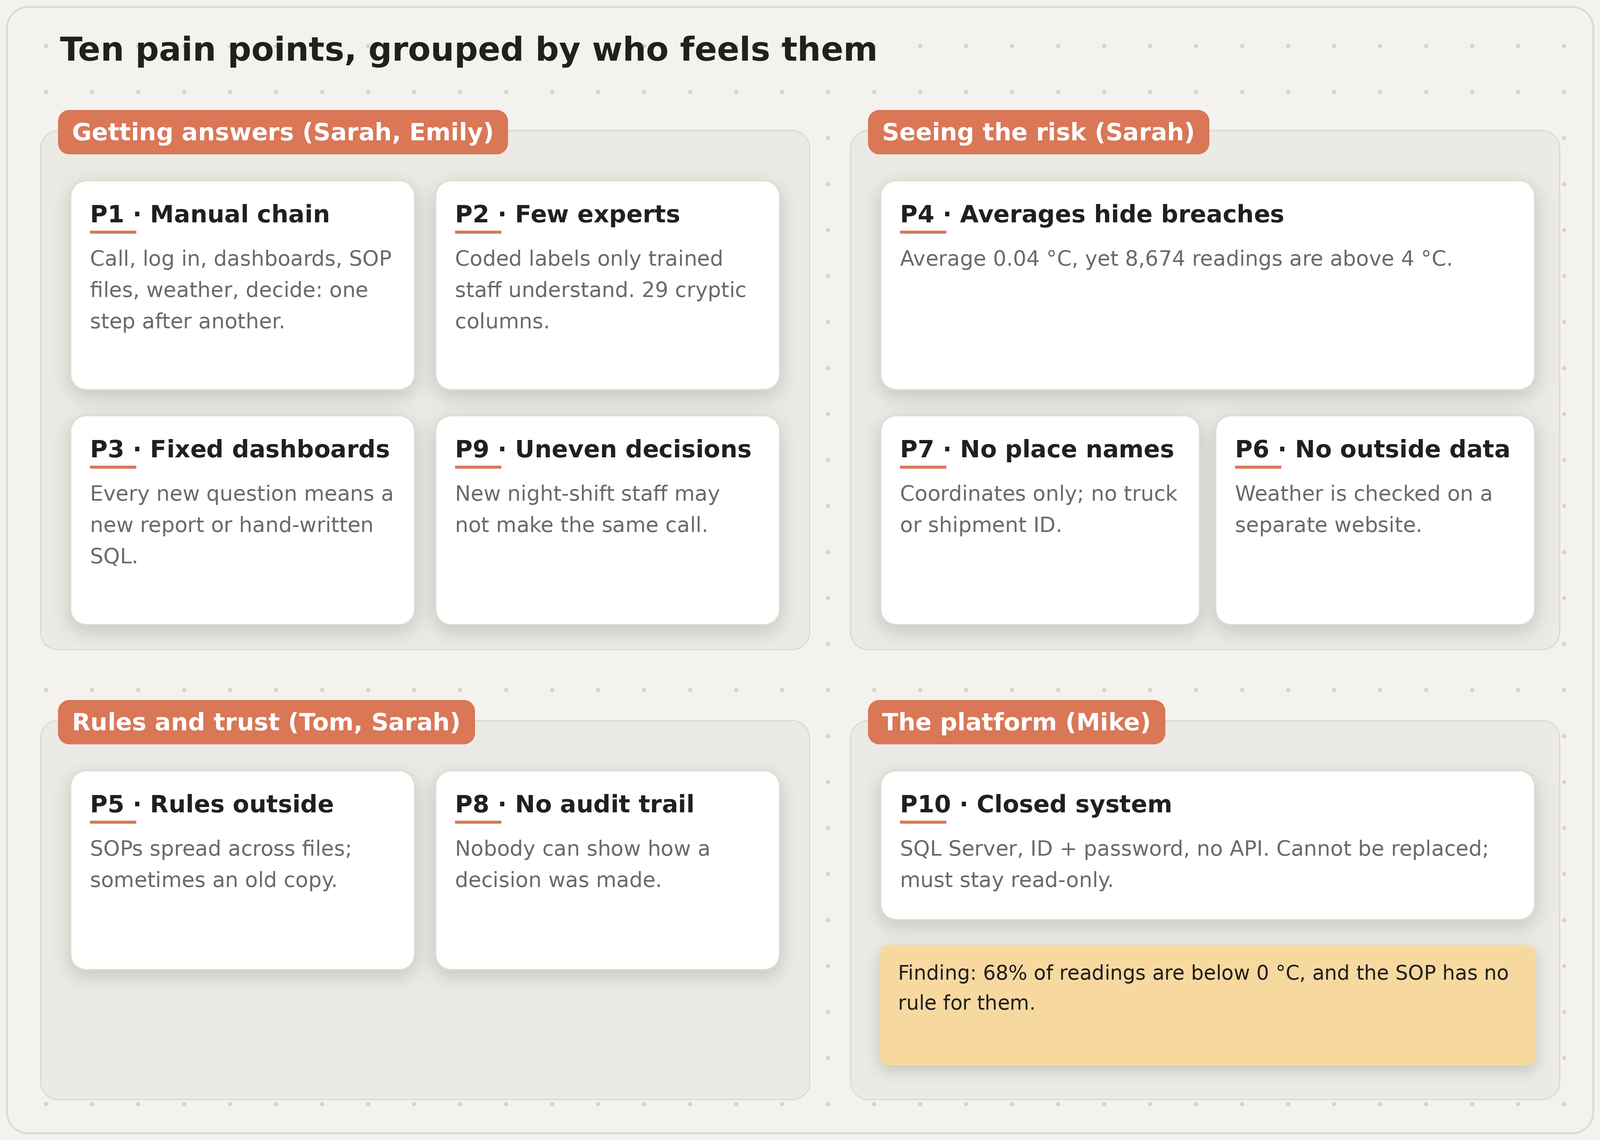 Ten pain points, grouped by who feels them
Getting answers (Sarah, Emily)
P1 · Manual chain
Call, log in, dashboards, SOP
files, weather, decide: one
step after another.
P2 · Few experts
Coded labels only trained
staff understand. 29 cryptic
columns.
P3 · Fixed dashboards
Every new question means a
new report or hand-written
SQL.
P9 · Uneven decisions
New night-shift staff may
not make the same call.
Seeing the risk (Sarah)
P4 · Averages hide breaches
Average 0.04 °C, yet 8,674 readings are above 4 °C.
P7 · No place names
Coordinates only; no truck
or shipment ID.
P6 · No outside data
Weather is checked on a
separate website.
Rules and trust (Tom, Sarah)
P5 · Rules outside
SOPs spread across files;
sometimes an old copy.
P8 · No audit trail
Nobody can show how a
decision was made.
The platform (Mike)
P10 · Closed system
SQL Server, ID + password, no API. Cannot be replaced;
must stay read-only.
Finding: 68% of readings are below 0 °C, and the SOP has no
rule for them.